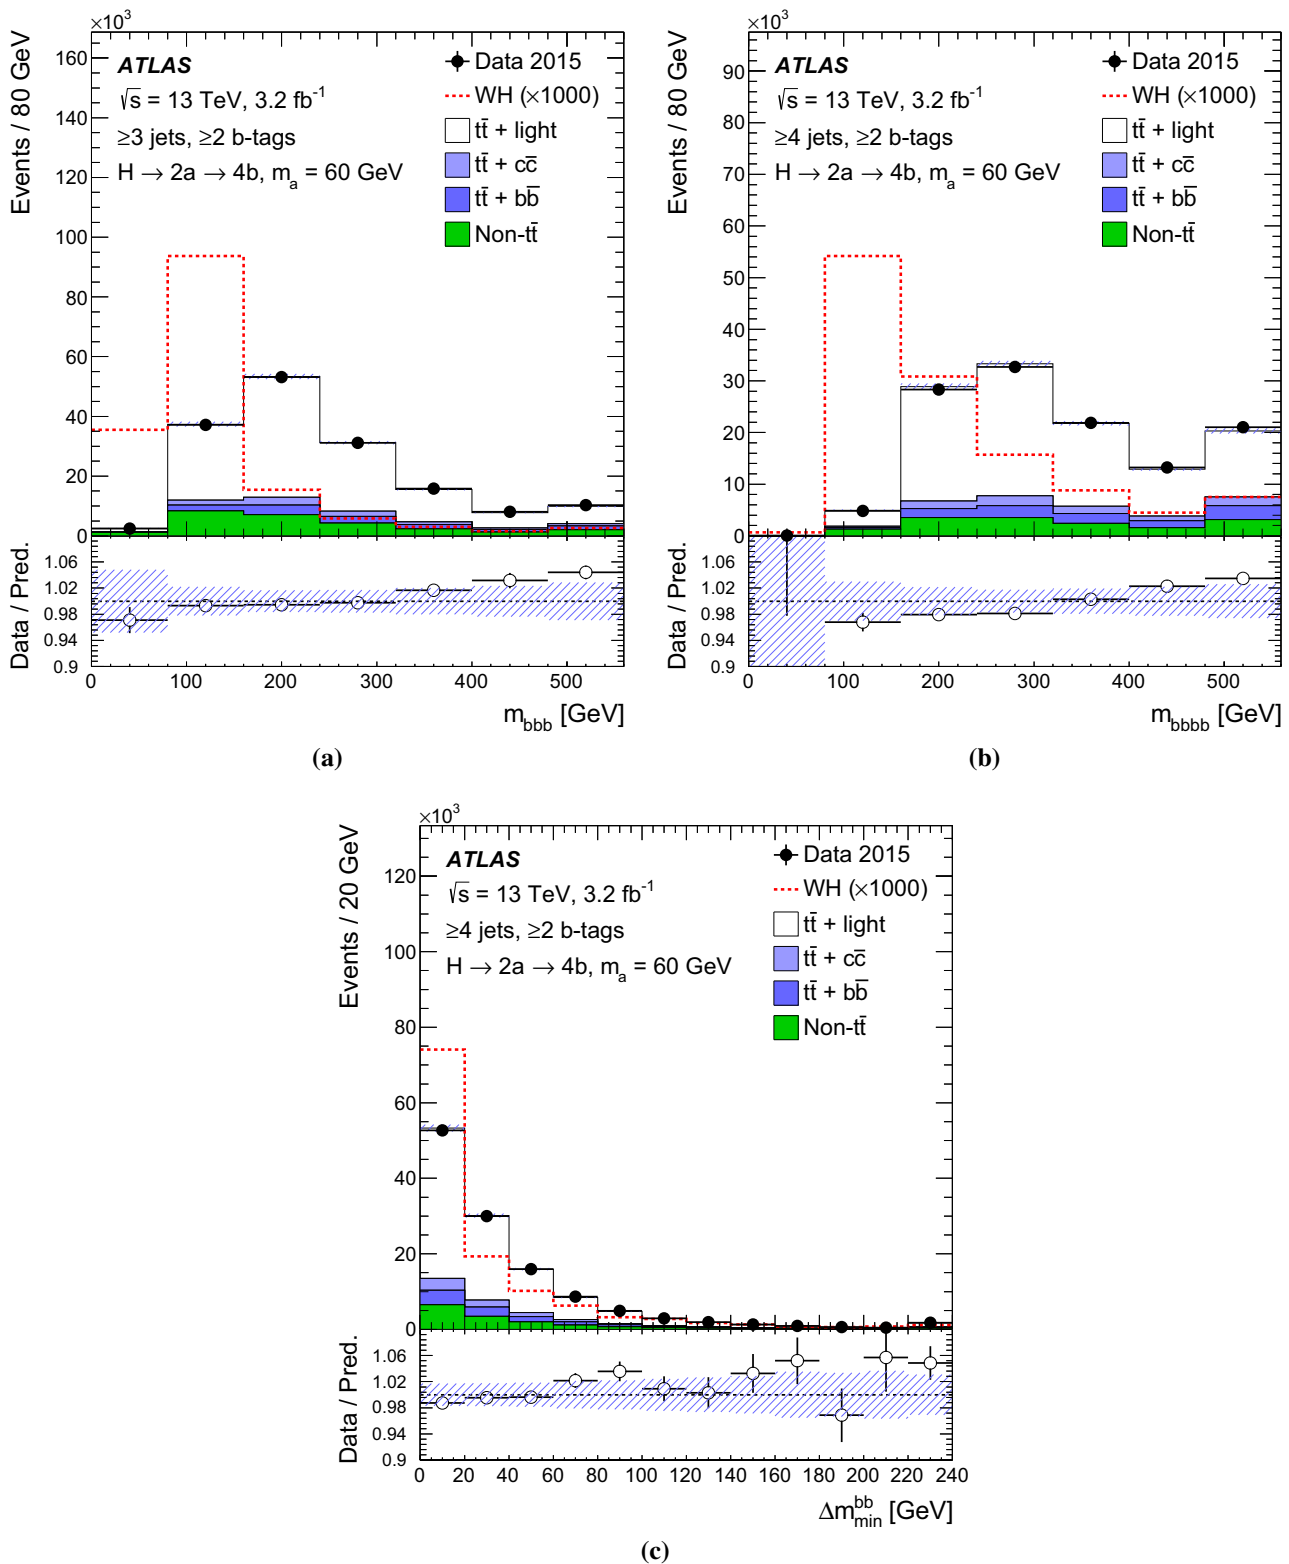 ×10³
Events / 80 GeV
160
140
120
100
80
60
40
20
0
ATLAS
√s = 13 TeV, 3.2 fb⁻¹
≥3 jets, ≥2 b-tags
H → 2a → 4b, mₐ = 60 GeV
Data 2015
WH (×1000)
tt̄ + light
tt̄ + cc̄
tt̄ + bb̄
Non-tt̄
Data / Pred.
1.06
1.02
0.98
0.94
0.9
0 100 200 300 400 500
m_bbb [GeV]
(a)
×10³
Events / 80 GeV
90
80
70
60
50
40
30
20
10
0
ATLAS
√s = 13 TeV, 3.2 fb⁻¹
≥4 jets, ≥2 b-tags
H → 2a → 4b, mₐ = 60 GeV
Data 2015
WH (×1000)
tt̄ + light
tt̄ + cc̄
tt̄ + bb̄
Non-tt̄
Data / Pred.
1.06
1.02
0.98
0.94
0.9
0 100 200 300 400 500
m_bbbb [GeV]
(b)
×10³
Events / 20 GeV
120
100
80
60
40
20
0
ATLAS
√s = 13 TeV, 3.2 fb⁻¹
≥4 jets, ≥2 b-tags
H → 2a → 4b, mₐ = 60 GeV
Data 2015
WH (×1000)
tt̄ + light
tt̄ + cc̄
tt̄ + bb̄
Non-tt̄
Data / Pred.
1.06
1.02
0.98
0.94
0.9
0 20 40 60 80 100 120 140 160 180 200 220 240
Δm^bb_min [GeV]
(c)